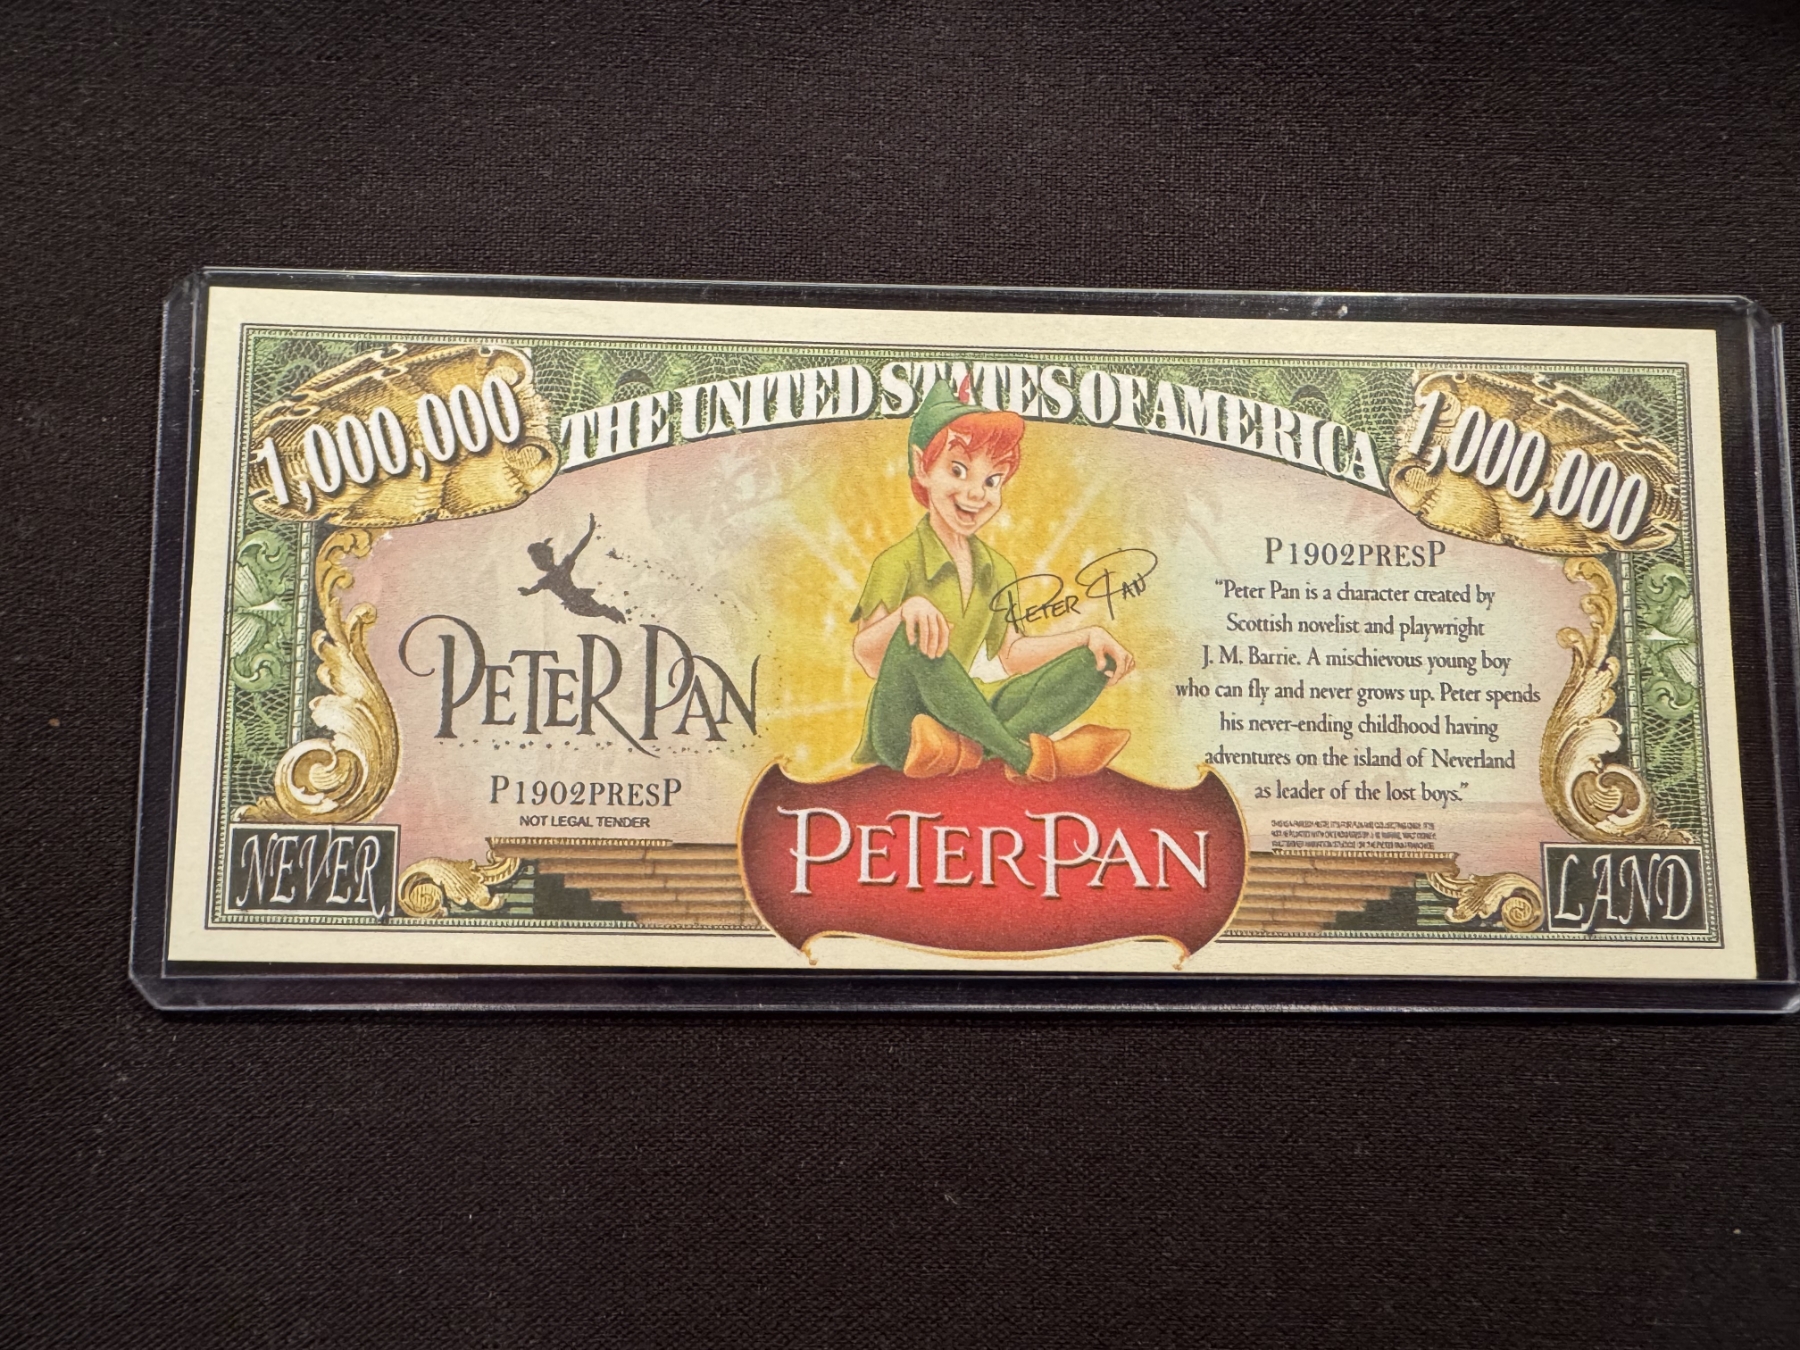 THE UNITED STATES OF AMERICA
1,000,000
1,000,000
PETER PAN
P1902PRESP
NOT LEGAL TENDER
PETER PAN
P1902PRESP
"Peter Pan is a character created by
Scottish novelist and playwright
J. M. Barrie. A mischievous young boy
who can fly and never grows up. Peter spends
his never-ending childhood having
adventures on the island of Neverland
as leader of the lost boys."
NEVER
PETER PAN
LAND